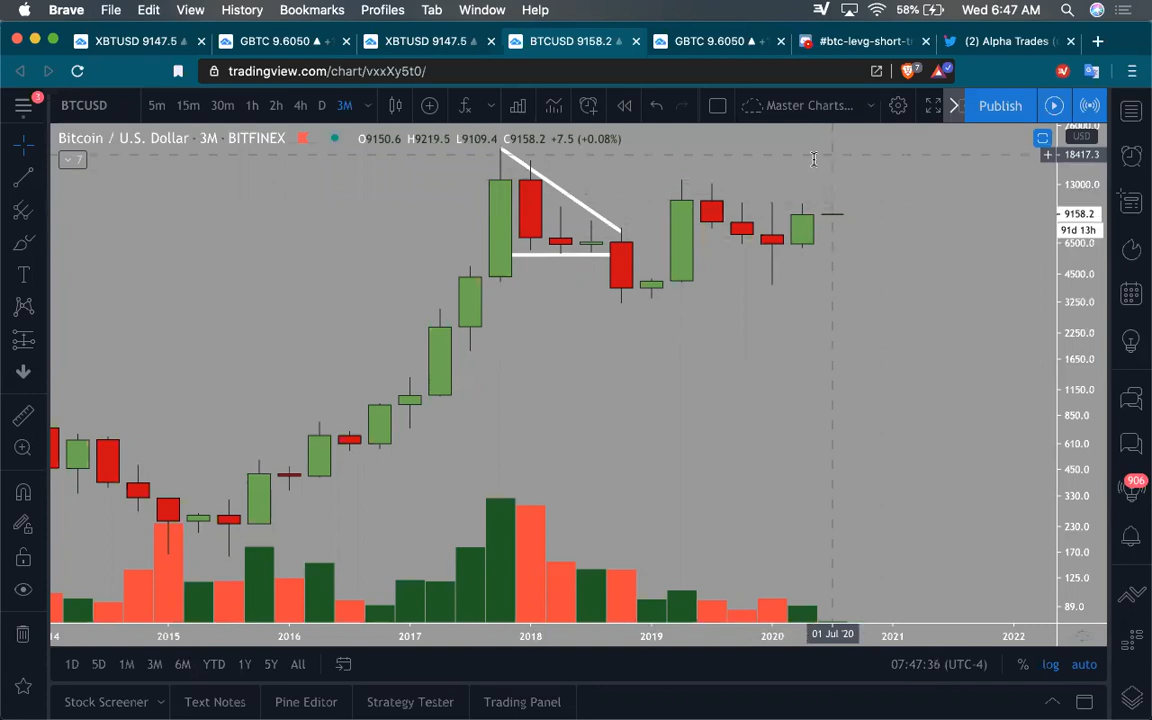 Brave File Edit View History Bookmarks Profiles Tab Window Help 58% Wed 6:47 AM
XBTUSD 9147.5 GBTC 9.6050 ▲ XBTUSD 9147.5 BTCUSD 9158.2 GBTC 9.6050 ▲ #btc-levg-short-t (2) Alpha Trades (
tradingview.com/chart/vxxXy5t0/ 7
3 BTCUSD 5m 15m 30m 1h 2h 4h D 3M Master Charts... Publish
Bitcoin / U.S. Dollar · 3M · BITFINEX O9150.6 H9219.5 L9109.4 C9158.2 +7.5 (+0.08%)
USD
7
18417.3
13000.0
9158.2
91d 13h
6500.0
4500.0
3250.0
2250.0
1650.0
1150.0
850.0
610.0
450.0
906
330.0
230.0
170.0
125.0
89.0
14 2015 2016 2017 2018 2019 2020 01 Jul '20 2021 2022
1D 5D 1M 3M 6M YTD 1Y 5Y All 07:47:36 (UTC-4) % log auto
Stock Screener Text Notes Pine Editor Strategy Tester Trading Panel